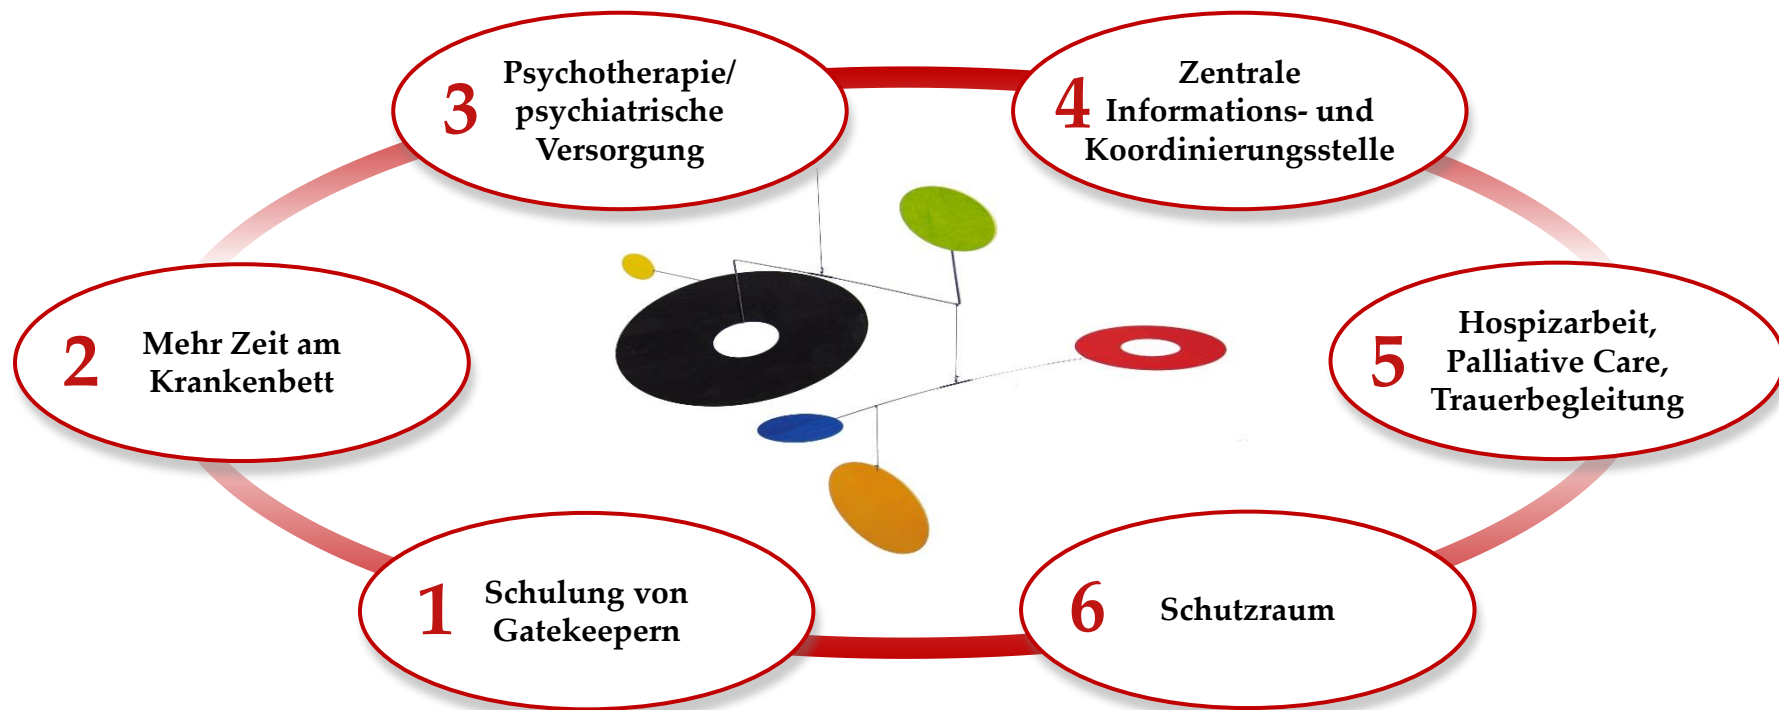 3
Psychotherapie/
psychiatrische
Versorgung
4
Zentrale
Informations- und
Koordinierungsstelle
2
Mehr Zeit am
Krankenbett
5
Hospizarbeit,
Palliative Care,
Trauerbegleitung
1
Schulung von
Gatekeepern
6
Schutzraum